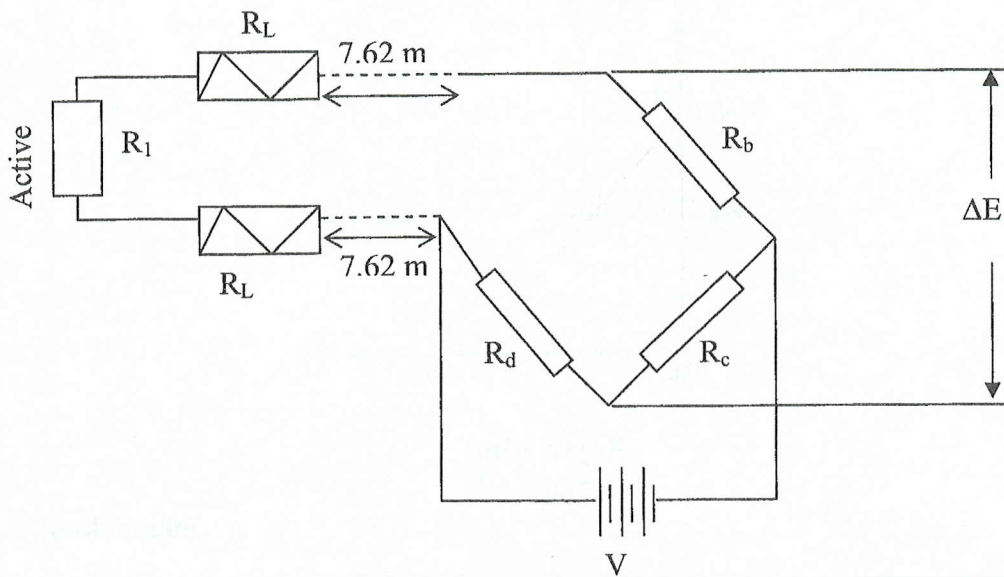 R_L
7.62 m
Active
R_1
R_b
ΔE
7.62 m
R_L
R_d
R_c
V